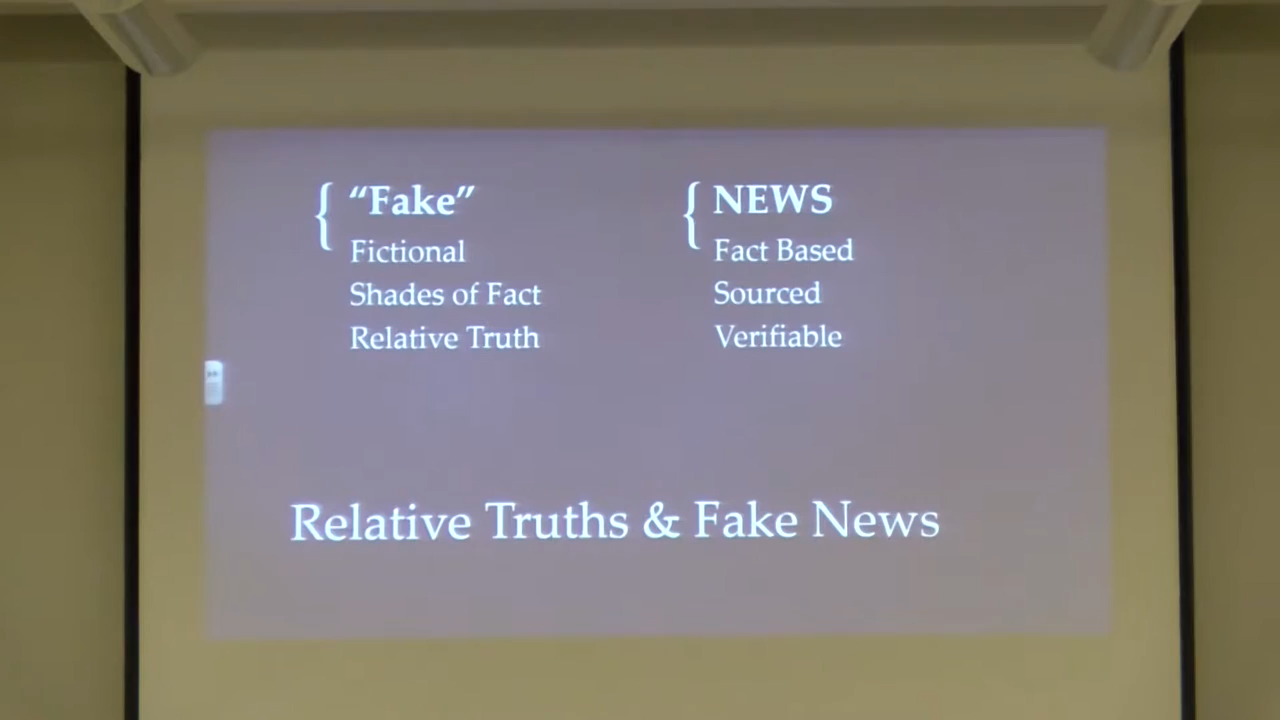 { “Fake”
Fictional
Shades of Fact
Relative Truth
{ NEWS
Fact Based
Sourced
Verifiable
Relative Truths & Fake News